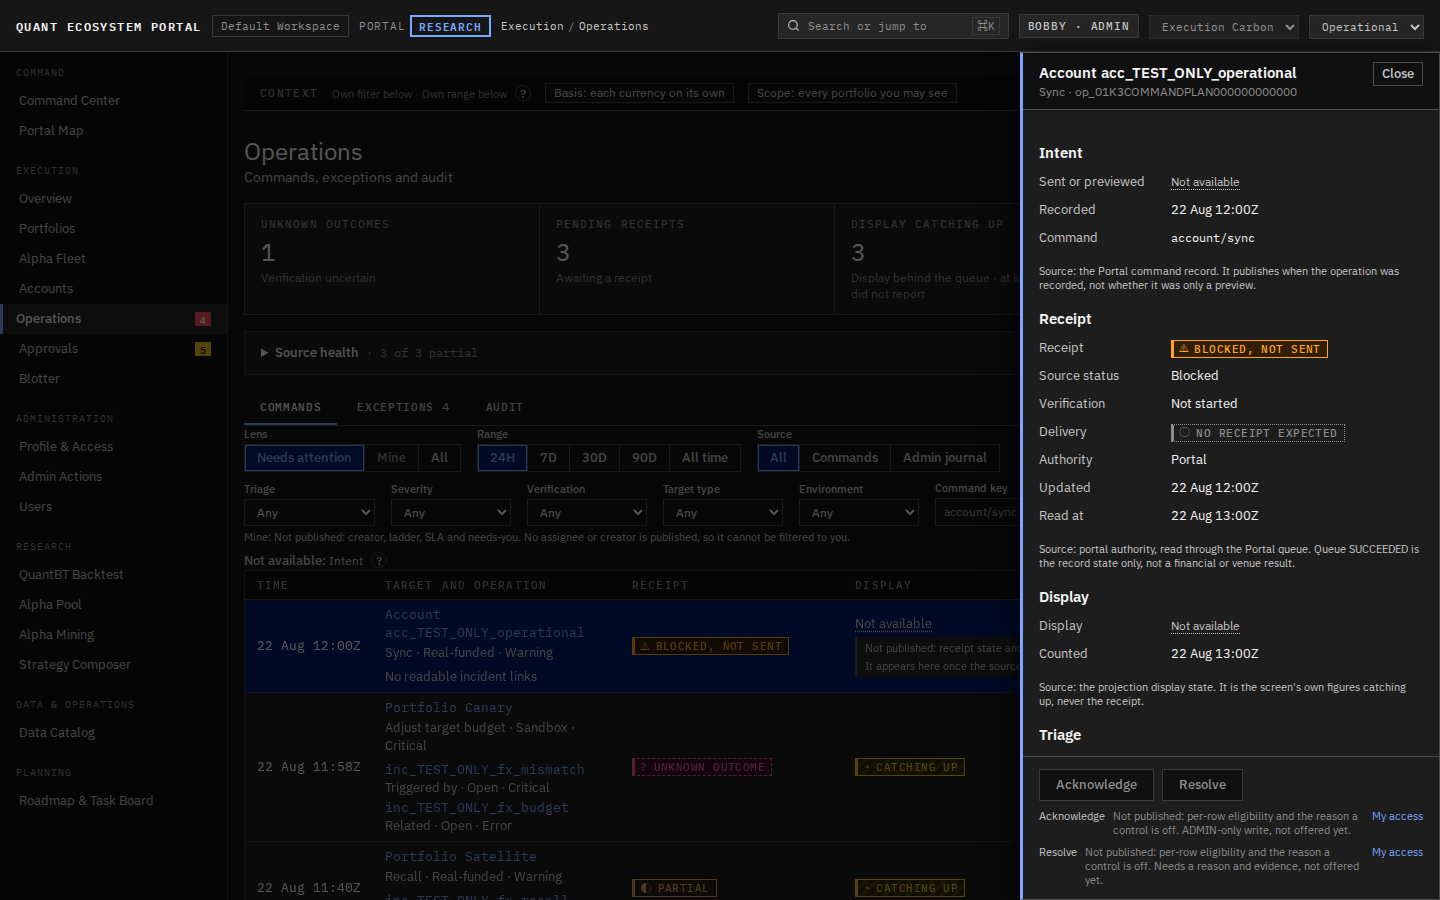 QUANT ECOSYSTEM PORTAL Default Workspace PORTAL RESEARCH Execution / Operations Search or jump to ⌘K BOBBY · ADMIN Execution Carbon Operational
COMMAND
Command Center
Portal Map
EXECUTION
Overview
Portfolios
Alpha Fleet
Accounts
Operations 4
Approvals 5
Blotter
ADMINISTRATION
Profile & Access
Admin Actions
Users
RESEARCH
QuantBT Backtest
Alpha Pool
Alpha Mining
Strategy Composer
DATA & OPERATIONS
Data Catalog
PLANNING
Roadmap & Task Board
CONTEXT Own filter below · Own range below ? Basis: each currency on its own Scope: every portfolio you may see
Operations
Commands, exceptions and audit
UNKNOWN OUTCOMES
1
Verification uncertain
PENDING RECEIPTS
3
Awaiting a receipt
DISPLAY CATCHING UP
3
Display behind the queue · at l
did not report
Source health · 3 of 3 partial
COMMANDS EXCEPTIONS 4 AUDIT
Lens Range Source
Needs attention Mine All 24H 7D 30D 90D All time All Commands Admin journal
Triage Severity Verification Target type Environment Command key
Any Any Any Any Any account/sync
Mine: Not published: creator, ladder, SLA and needs-you. No assignee or creator is published, so it cannot be filtered to you.
Not available: Intent ?
TIME TARGET AND OPERATION RECEIPT DISPLAY
22 Aug 12:00Z
Account
acc_TEST_ONLY_operational
Sync · Real-funded · Warning
No readable incident links
BLOCKED, NOT SENT
Not available
Not published: receipt state an
It appears here once the source
22 Aug 11:58Z
Portfolio Canary
Adjust target budget · Sandbox ·
Critical
inc_TEST_ONLY_fx_mismatch
Triggered by · Open · Critical
inc_TEST_ONLY_fx_budget
Related · Open · Error
? UNKNOWN OUTCOME
CATCHING UP
22 Aug 11:40Z
Portfolio Satellite
Recall · Real-funded · Warning
inc_TEST_ONLY_fx_recall
PARTIAL
CATCHING UP
Account acc_TEST_ONLY_operational Close
Sync · op_01K3COMMANDPLAN000000000000
Intent
Sent or previewed Not available
Recorded 22 Aug 12:00Z
Command account/sync
Source: the Portal command record. It publishes when the operation was
recorded, not whether it was only a preview.
Receipt
Receipt BLOCKED, NOT SENT
Source status Blocked
Verification Not started
Delivery NO RECEIPT EXPECTED
Authority Portal
Updated 22 Aug 12:00Z
Read at 22 Aug 13:00Z
Source: portal authority, read through the Portal queue. Queue SUCCEEDED is
the record state only, not a financial or venue result.
Display
Display Not available
Counted 22 Aug 13:00Z
Source: the projection display state. It is the screen's own figures catching
up, never the receipt.
Triage
Acknowledge Resolve
Acknowledge Not published: per-row eligibility and the reason a My access
control is off. ADMIN-only write, not offered yet.
Resolve Not published: per-row eligibility and the reason a My access
control is off. Needs a reason and evidence, not offered
yet.